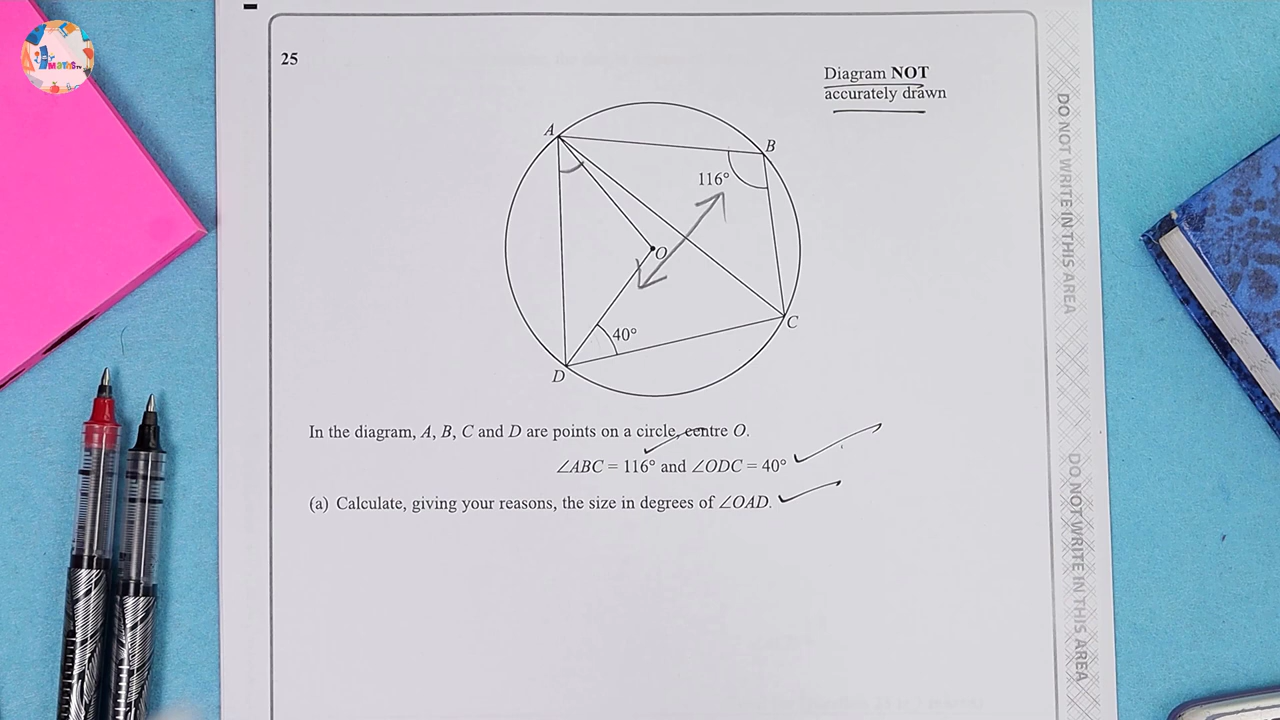 25
Diagram NOT
accurately drawn
A
B
116°
O
40°
C
D
In the diagram, A, B, C and D are points on a circle, centre O.
∠ABC = 116° and ∠ODC = 40°
(a) Calculate, giving your reasons, the size in degrees of ∠OAD.
DO NOT WRITE IN THIS AREA
DO NOT WRITE IN THIS AREA
MATHS TV